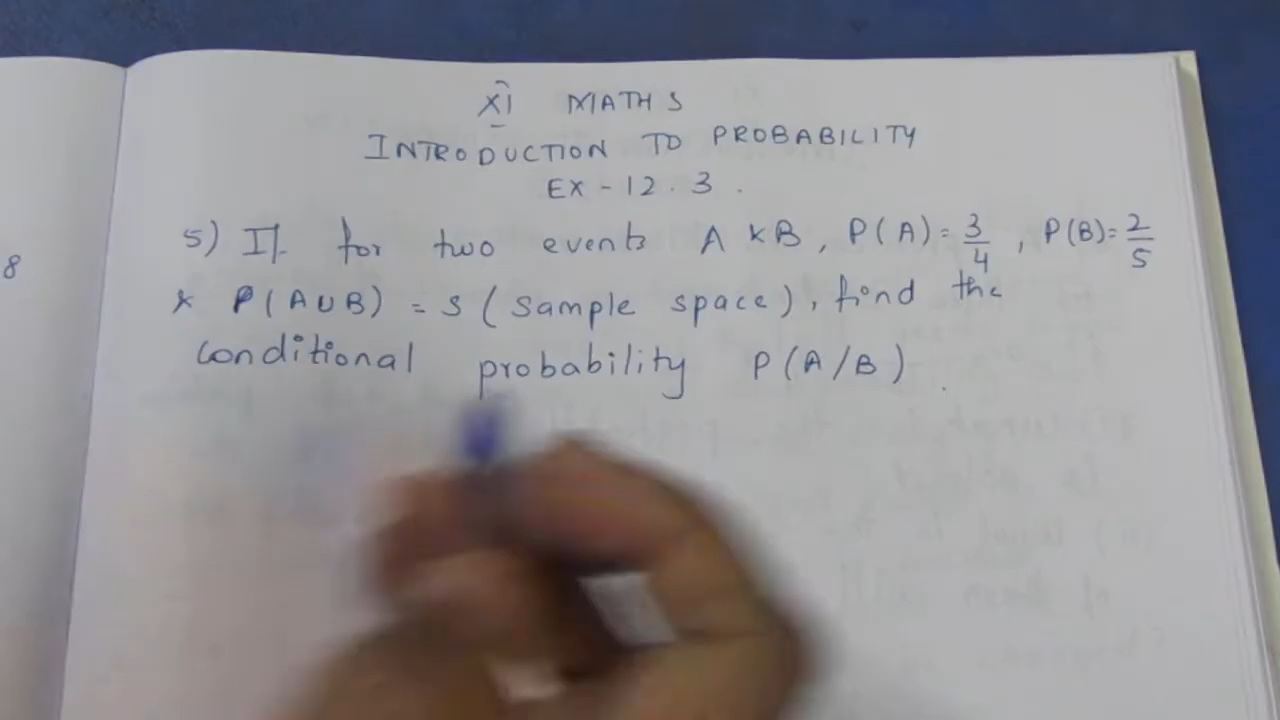 XI MATHS
INTRODUCTION TO PROBABILITY
EX - 12.3.
5) If for two events A & B, P(A) = 3/4, P(B) = 2/5
& P(A∪B) = S (sample space), find the
conditional probability P(A/B).
8